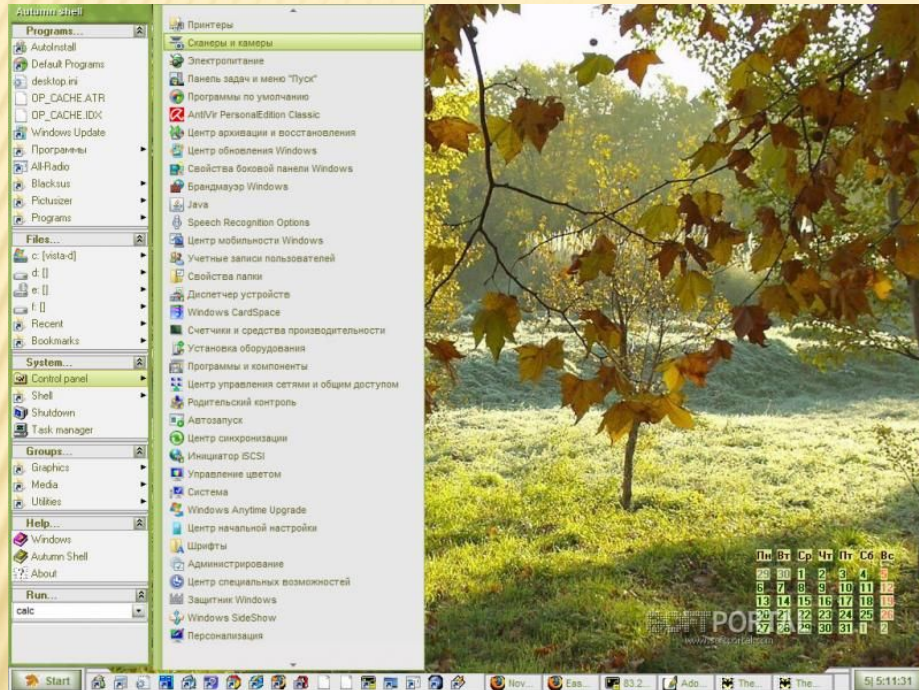 Autumn shell
Programs...
AutoInstall
Default Programs
desktop.ini
OP_CACHE.ATR
OP_CACHE.IDX
Windows Update
Программы
All-Radio
Blacksus
Pictusizer
Programs
Files...
c: [vista-d]
d: []
e: []
f: []
Recent
Bookmarks
System...
Control panel
Shell
Shutdown
Task manager
Groups...
Graphics
Media
Utilities
Help...
Windows
Autumn Shell
About
Run...
calc
Принтеры
Сканеры и камеры
Электропитание
Панель задач и меню "Пуск"
Программы по умолчанию
AntiVir PersonalEdition Classic
Центр архивации и восстановления
Центр обновления Windows
Свойства боковой панели Windows
Брандмауэр Windows
Java
Speech Recognition Options
Центр мобильности Windows
Учетные записи пользователей
Свойства папки
Диспетчер устройств
Windows CardSpace
Счетчики и средства производительности
Установка оборудования
Программы и компоненты
Центр управления сетями и общим доступом
Родительский контроль
Автозапуск
Центр синхронизации
Инициатор iSCSI
Управление цветом
Система
Windows Anytime Upgrade
Центр начальной настройки
Шрифты
Администрирование
Центр специальных возможностей
Защитник Windows
Windows SideShow
Персонализация
Пн Вт Ср Чт Пт Сб Вс
29 30 1 2 3 4 5
6 7 8 9 10 11 12
13 14 15 16 17 18 19
20 21 22 23 24 25 26
27 28 29 30 31 1 2
SOFTPORTAL
www.softportal.com
Start
Nov...
Eas...
83.2...
Ado...
The...
The...
5| 5:11:31